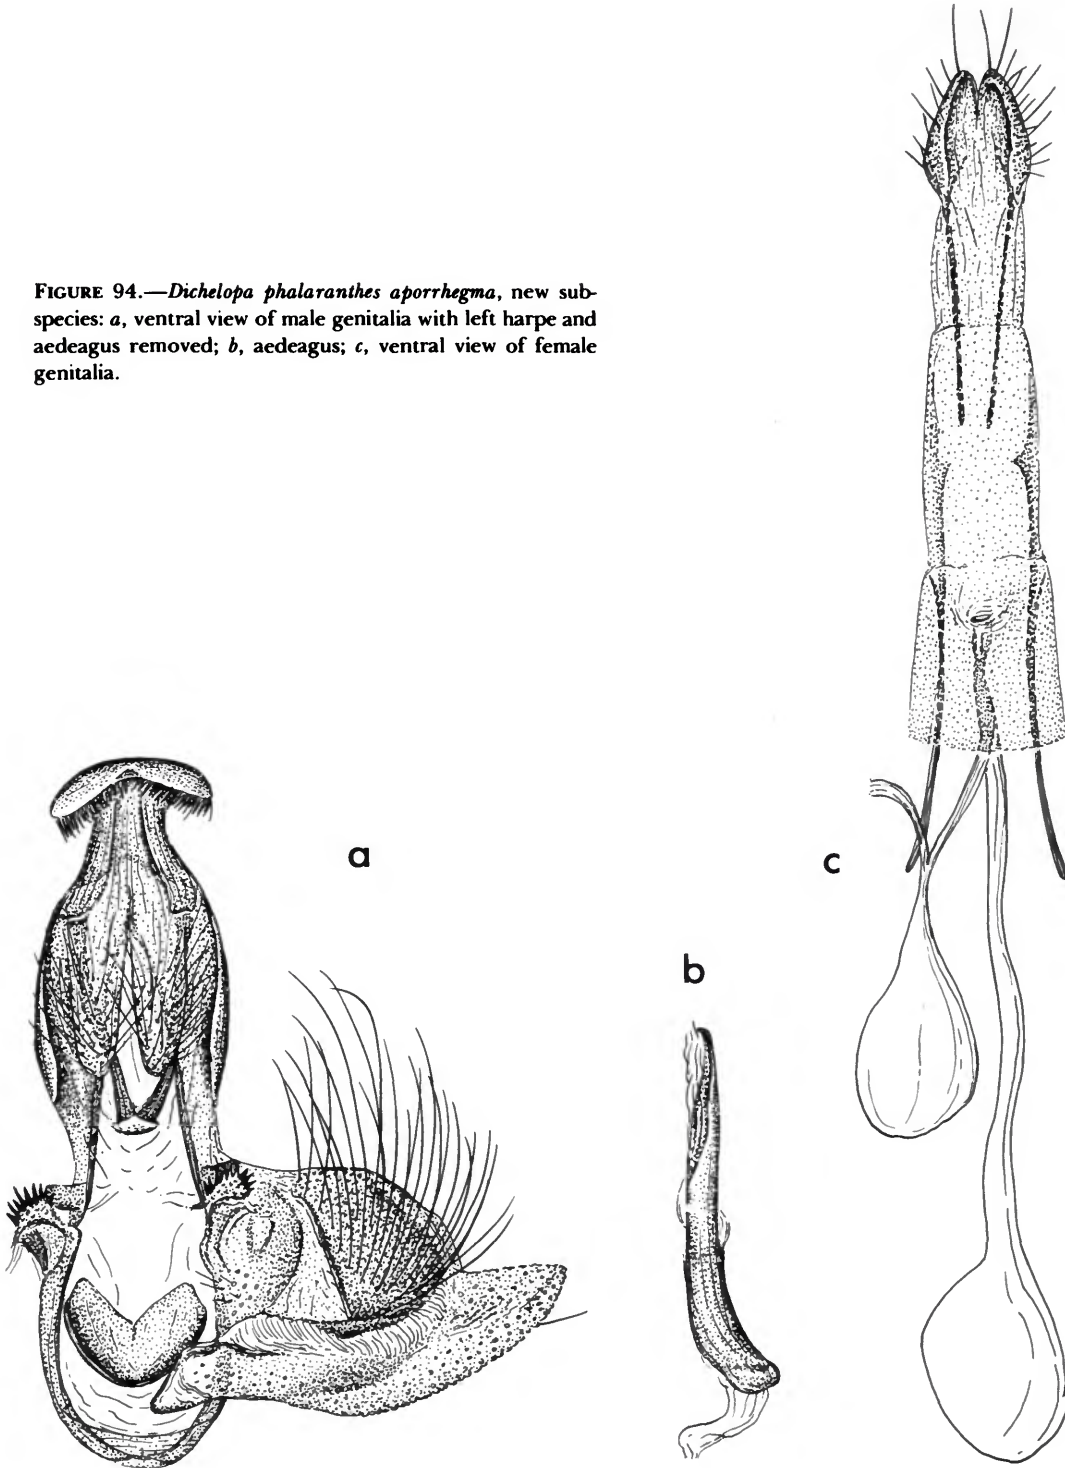 FIGURE 94.—Dichelopa phalaranthes aporrhegma, new sub-
species: a, ventral view of male genitalia with left harpe and
aedeagus removed; b, aedeagus; c, ventral view of female
genitalia.
a
c
b